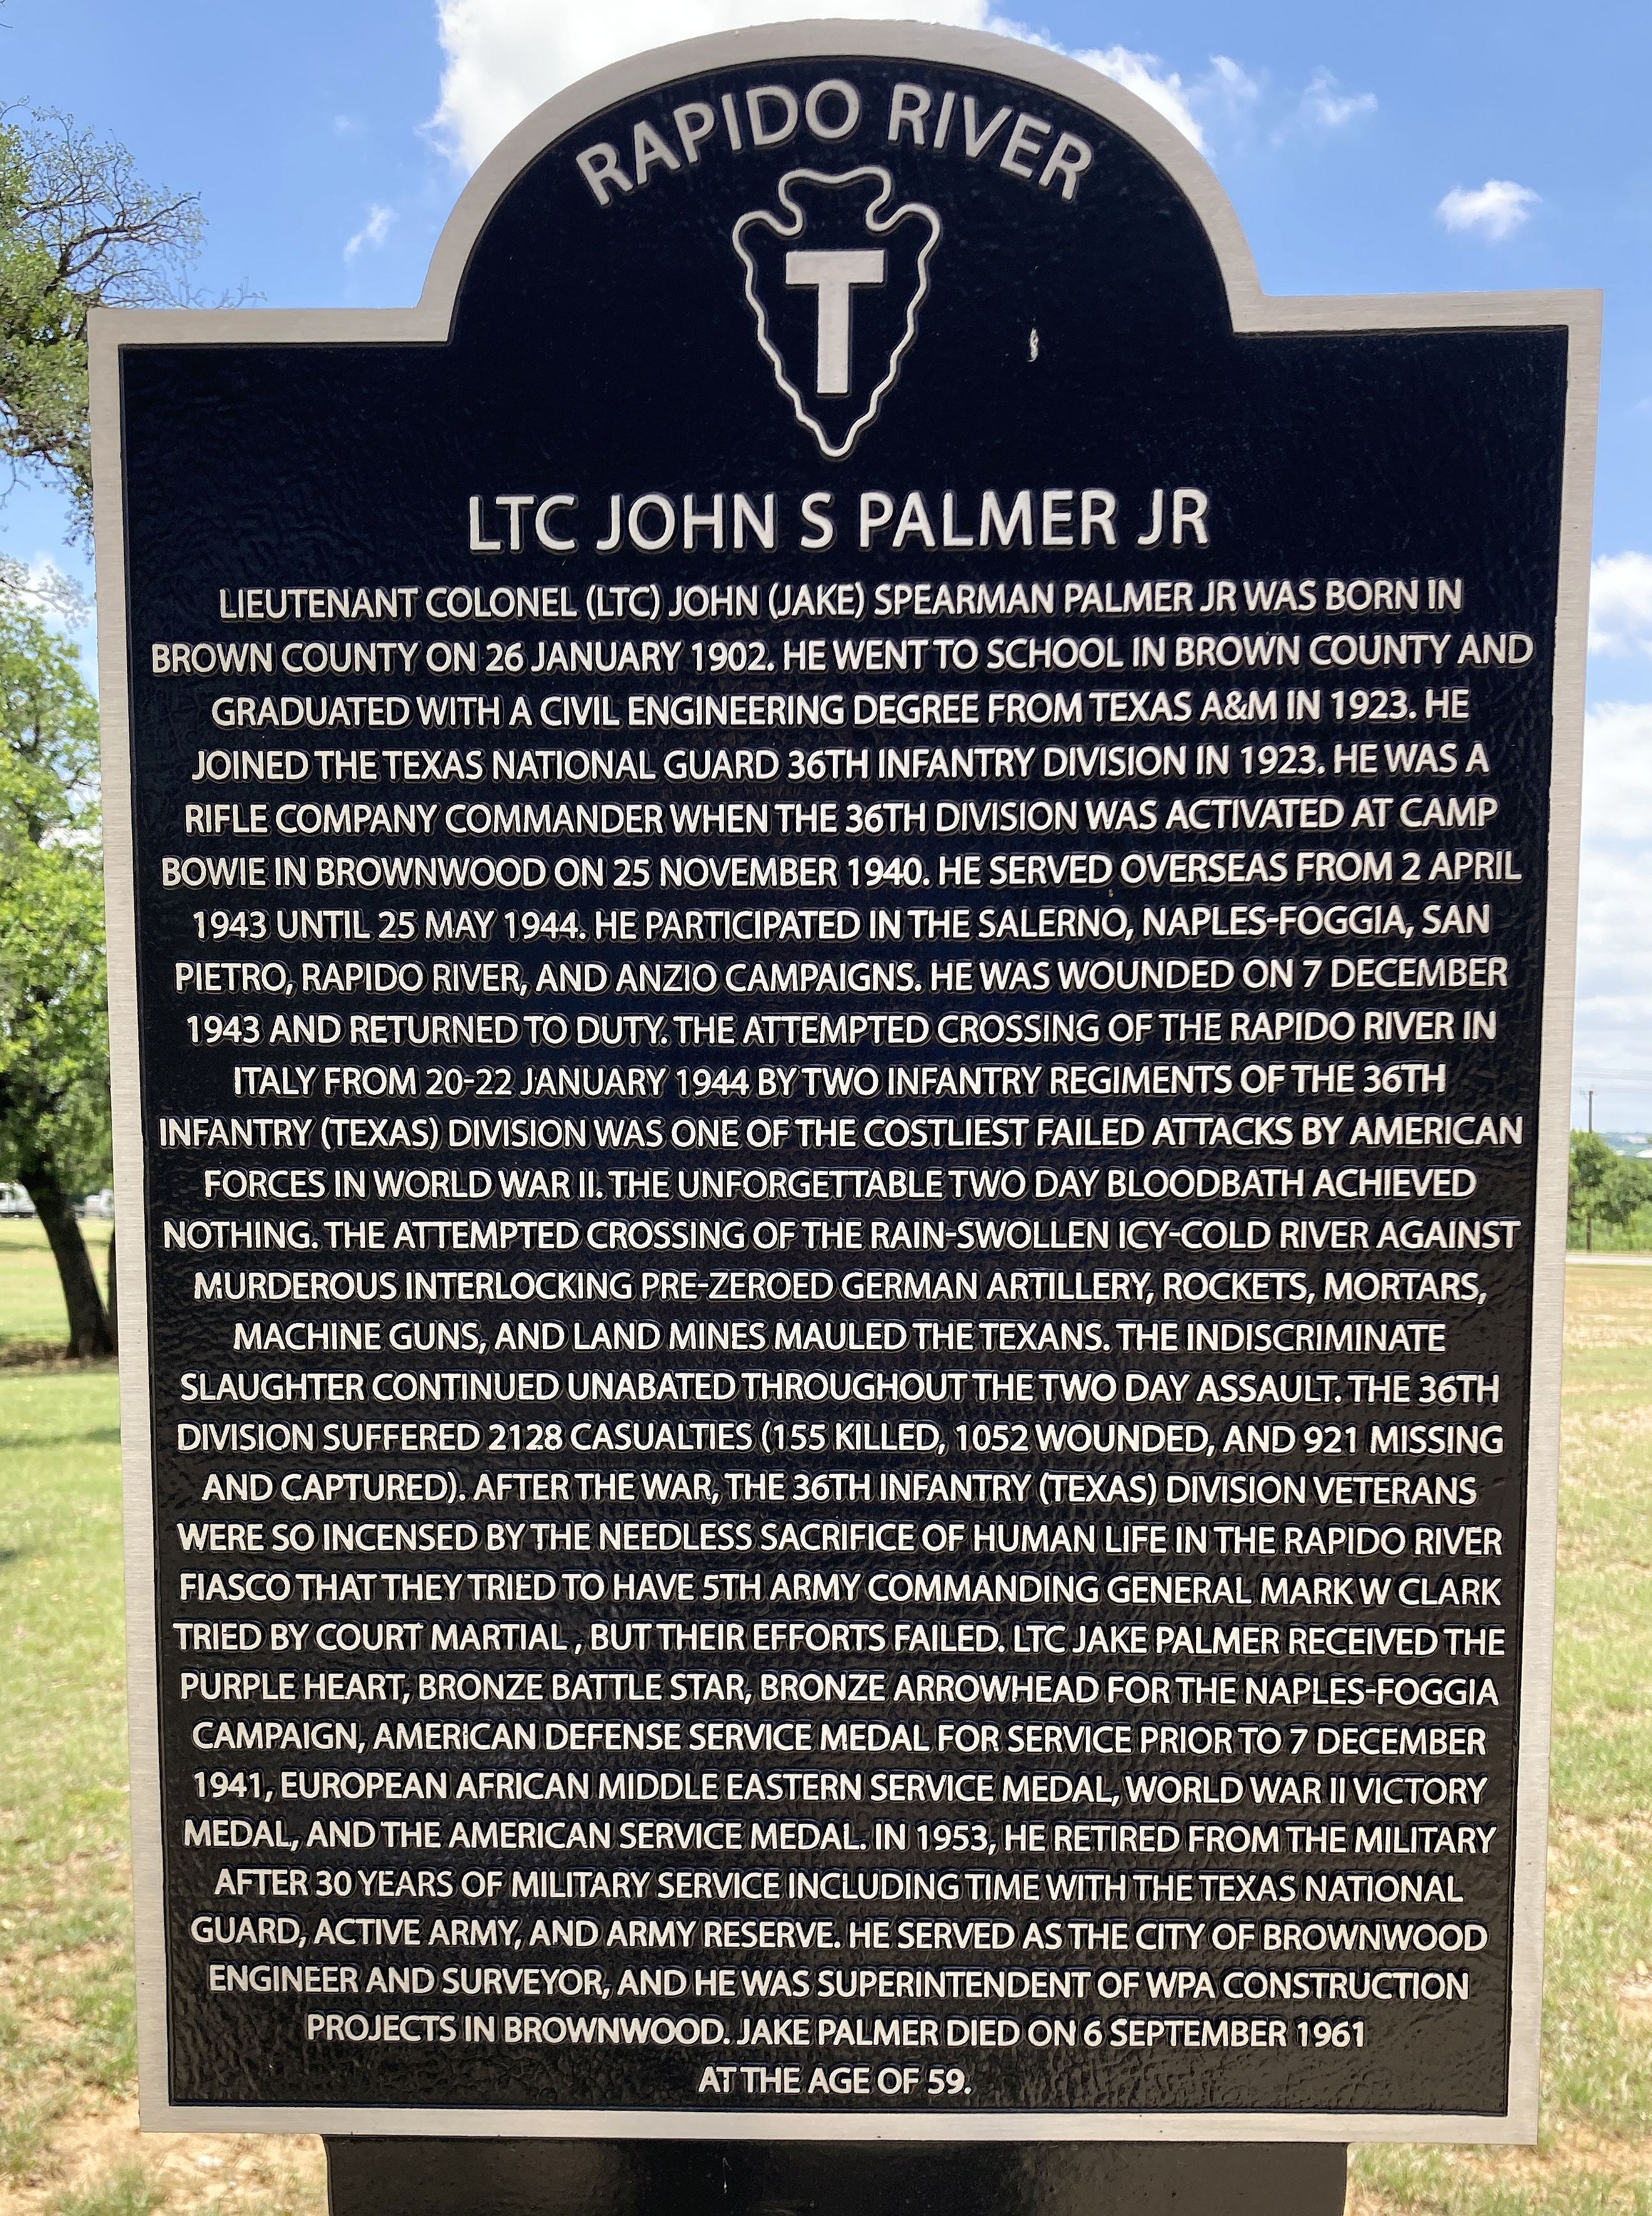 RAPIDO RIVER
T
LTC JOHN S PALMER JR
LIEUTENANT COLONEL (LTC) JOHN (JAKE) SPEARMAN PALMER JR WAS BORN IN
BROWN COUNTY ON 26 JANUARY 1902. HE WENT TO SCHOOL IN BROWN COUNTY AND
GRADUATED WITH A CIVIL ENGINEERING DEGREE FROM TEXAS A&M IN 1923. HE
JOINED THE TEXAS NATIONAL GUARD 36TH INFANTRY DIVISION IN 1923. HE WAS A
RIFLE COMPANY COMMANDER WHEN THE 36TH DIVISION WAS ACTIVATED AT CAMP
BOWIE IN BROWNWOOD ON 25 NOVEMBER 1940. HE SERVED OVERSEAS FROM 2 APRIL
1943 UNTIL 25 MAY 1944. HE PARTICIPATED IN THE SALERNO, NAPLES-FOGGIA, SAN
PIETRO, RAPIDO RIVER, AND ANZIO CAMPAIGNS. HE WAS WOUNDED ON 7 DECEMBER
1943 AND RETURNED TO DUTY. THE ATTEMPTED CROSSING OF THE RAPIDO RIVER IN
ITALY FROM 20-22 JANUARY 1944 BY TWO INFANTRY REGIMENTS OF THE 36TH
INFANTRY (TEXAS) DIVISION WAS ONE OF THE COSTLIEST FAILED ATTACKS BY AMERICAN
FORCES IN WORLD WAR II. THE UNFORGETTABLE TWO DAY BLOODBATH ACHIEVED
NOTHING. THE ATTEMPTED CROSSING OF THE RAIN-SWOLLEN ICY-COLD RIVER AGAINST
MURDEROUS INTERLOCKING PRE-ZEROED GERMAN ARTILLERY, ROCKETS, MORTARS,
MACHINE GUNS, AND LAND MINES MAULED THE TEXANS. THE INDISCRIMINATE
SLAUGHTER CONTINUED UNABATED THROUGHOUT THE TWO DAY ASSAULT. THE 36TH
DIVISION SUFFERED 2128 CASUALTIES (155 KILLED, 1052 WOUNDED, AND 921 MISSING
AND CAPTURED). AFTER THE WAR, THE 36TH INFANTRY (TEXAS) DIVISION VETERANS
WERE SO INCENSED BY THE NEEDLESS SACRIFICE OF HUMAN LIFE IN THE RAPIDO RIVER
FIASCO THAT THEY TRIED TO HAVE 5TH ARMY COMMANDING GENERAL MARK W CLARK
TRIED BY COURT MARTIAL , BUT THEIR EFFORTS FAILED. LTC JAKE PALMER RECEIVED THE
PURPLE HEART, BRONZE BATTLE STAR, BRONZE ARROWHEAD FOR THE NAPLES-FOGGIA
CAMPAIGN, AMERICAN DEFENSE SERVICE MEDAL FOR SERVICE PRIOR TO 7 DECEMBER
1941, EUROPEAN AFRICAN MIDDLE EASTERN SERVICE MEDAL, WORLD WAR II VICTORY
MEDAL, AND THE AMERICAN SERVICE MEDAL. IN 1953, HE RETIRED FROM THE MILITARY
AFTER 30 YEARS OF MILITARY SERVICE INCLUDING TIME WITH THE TEXAS NATIONAL
GUARD, ACTIVE ARMY, AND ARMY RESERVE. HE SERVED AS THE CITY OF BROWNWOOD
ENGINEER AND SURVEYOR, AND HE WAS SUPERINTENDENT OF WPA CONSTRUCTION
PROJECTS IN BROWNWOOD. JAKE PALMER DIED ON 6 SEPTEMBER 1961
AT THE AGE OF 59.